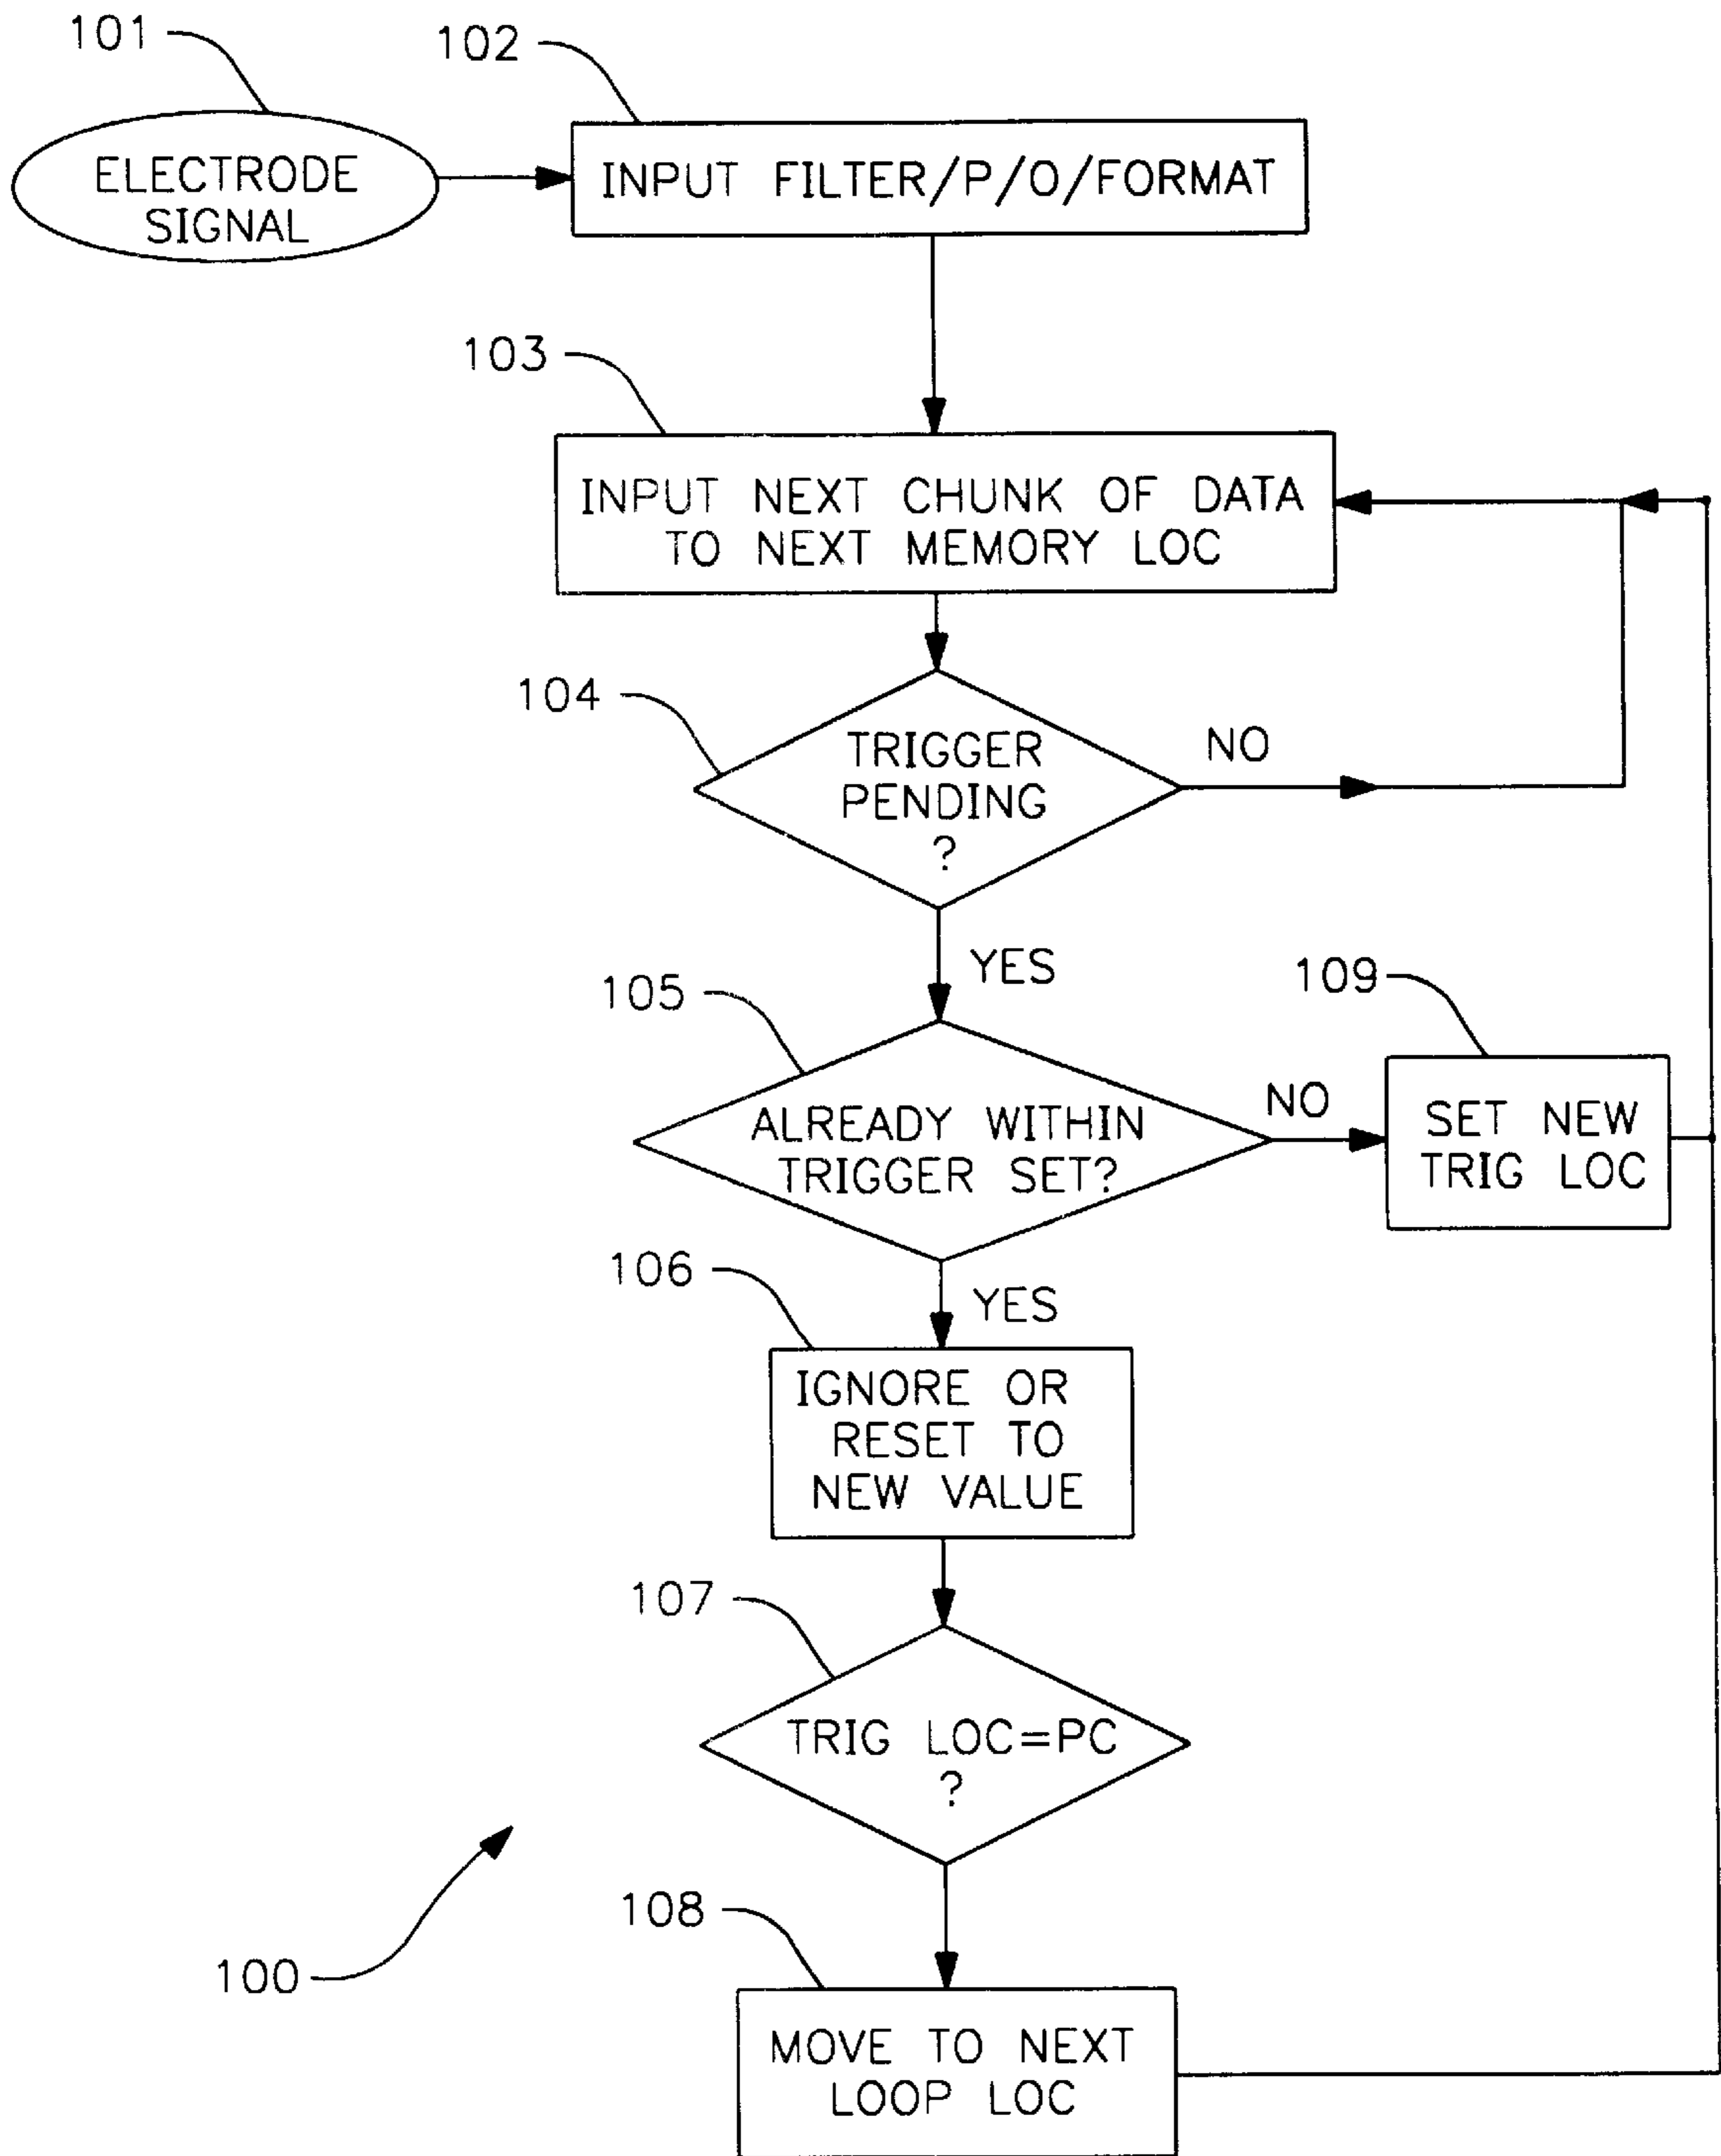 101
102
ELECTRODE
SIGNAL
INPUT FILTER/P/O/FORMAT
103
INPUT NEXT CHUNK OF DATA
TO NEXT MEMORY LOC
104
TRIGGER
PENDING
?
NO
YES
105
109
ALREADY WITHIN
TRIGGER SET?
NO
SET NEW
TRIG LOC
106
YES
IGNORE OR
RESET TO
NEW VALUE
107
TRIG LOC=PC
?
108
100
MOVE TO NEXT
LOOP LOC